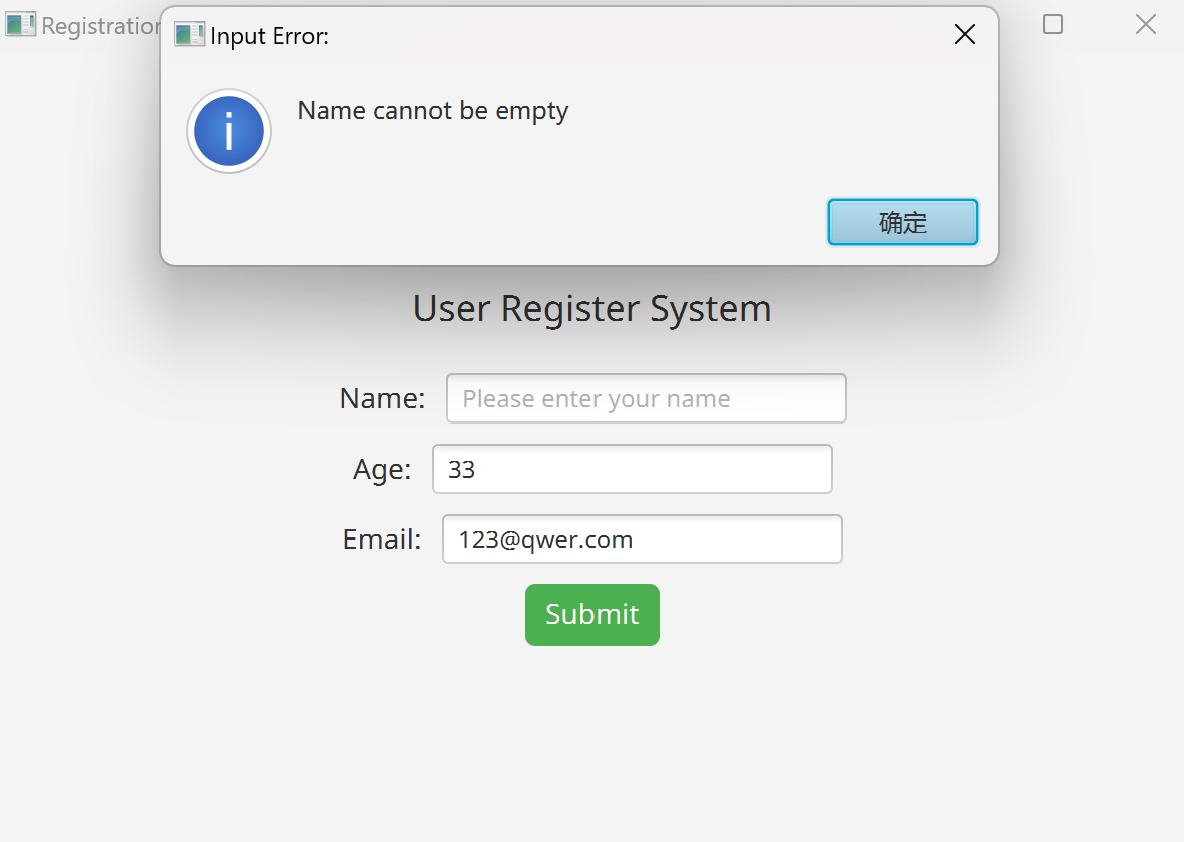 Registration
Input Error:
Name cannot be empty
确定
User Register System
Name: Please enter your name
Age: 33
Email: 123@qwer.com
Submit